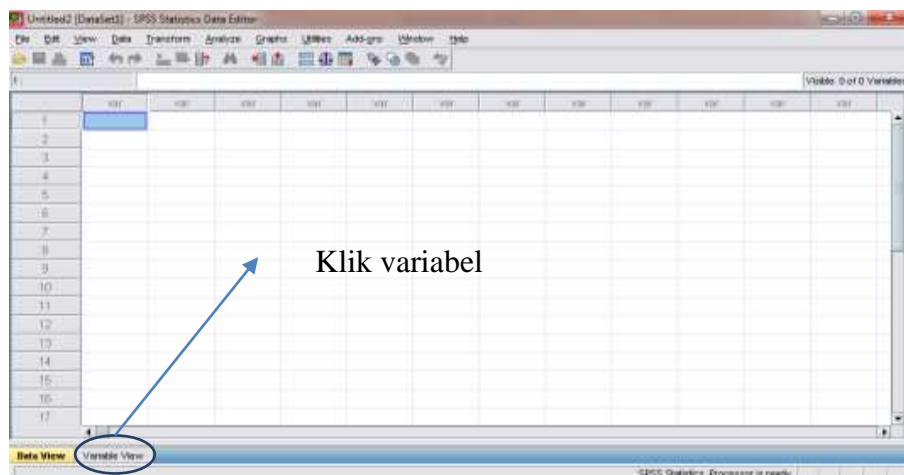 Untitled2 [DataSet3] - SPSS Statistics Data Editor
File Edit View Data Transform Analyze Graphs Utilities Add-ons Window Help
1 :
Visible: 0 of 0 Variables
var var var var var var var var var var var var
1
2
3
4
5
6
7
8
9
10
11
12
13
14
15
16
17
Klik variabel
Data View Variable View
SPSS Statistics Processor is ready